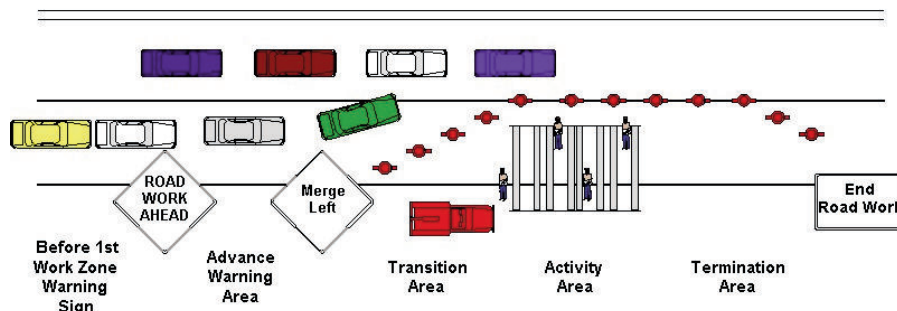 ROAD
WORK
AHEAD
Merge
Left
End
Road Work
Before 1st
Work Zone
Warning
Sign
Advance
Warning
Area
Transition
Area
Activity
Area
Termination
Area